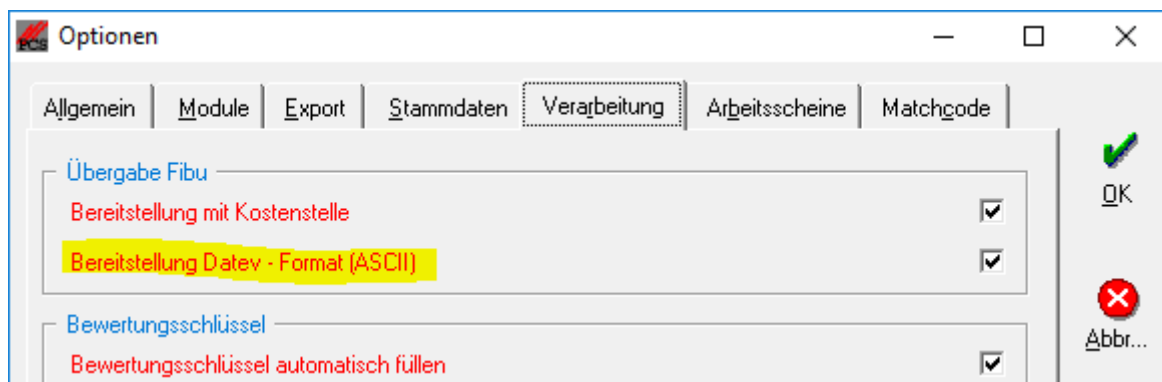 PCS Optionen
Allgemein Module Export Stammdaten Verarbeitung Arbeitsscheine Matchcode
Übergabe Fibu
Bereitstellung mit Kostenstelle
OK
Bereitstellung Datev - Format (ASCII)
Bewertungsschlüssel
Abbr...
Bewertungsschlüssel automatisch füllen